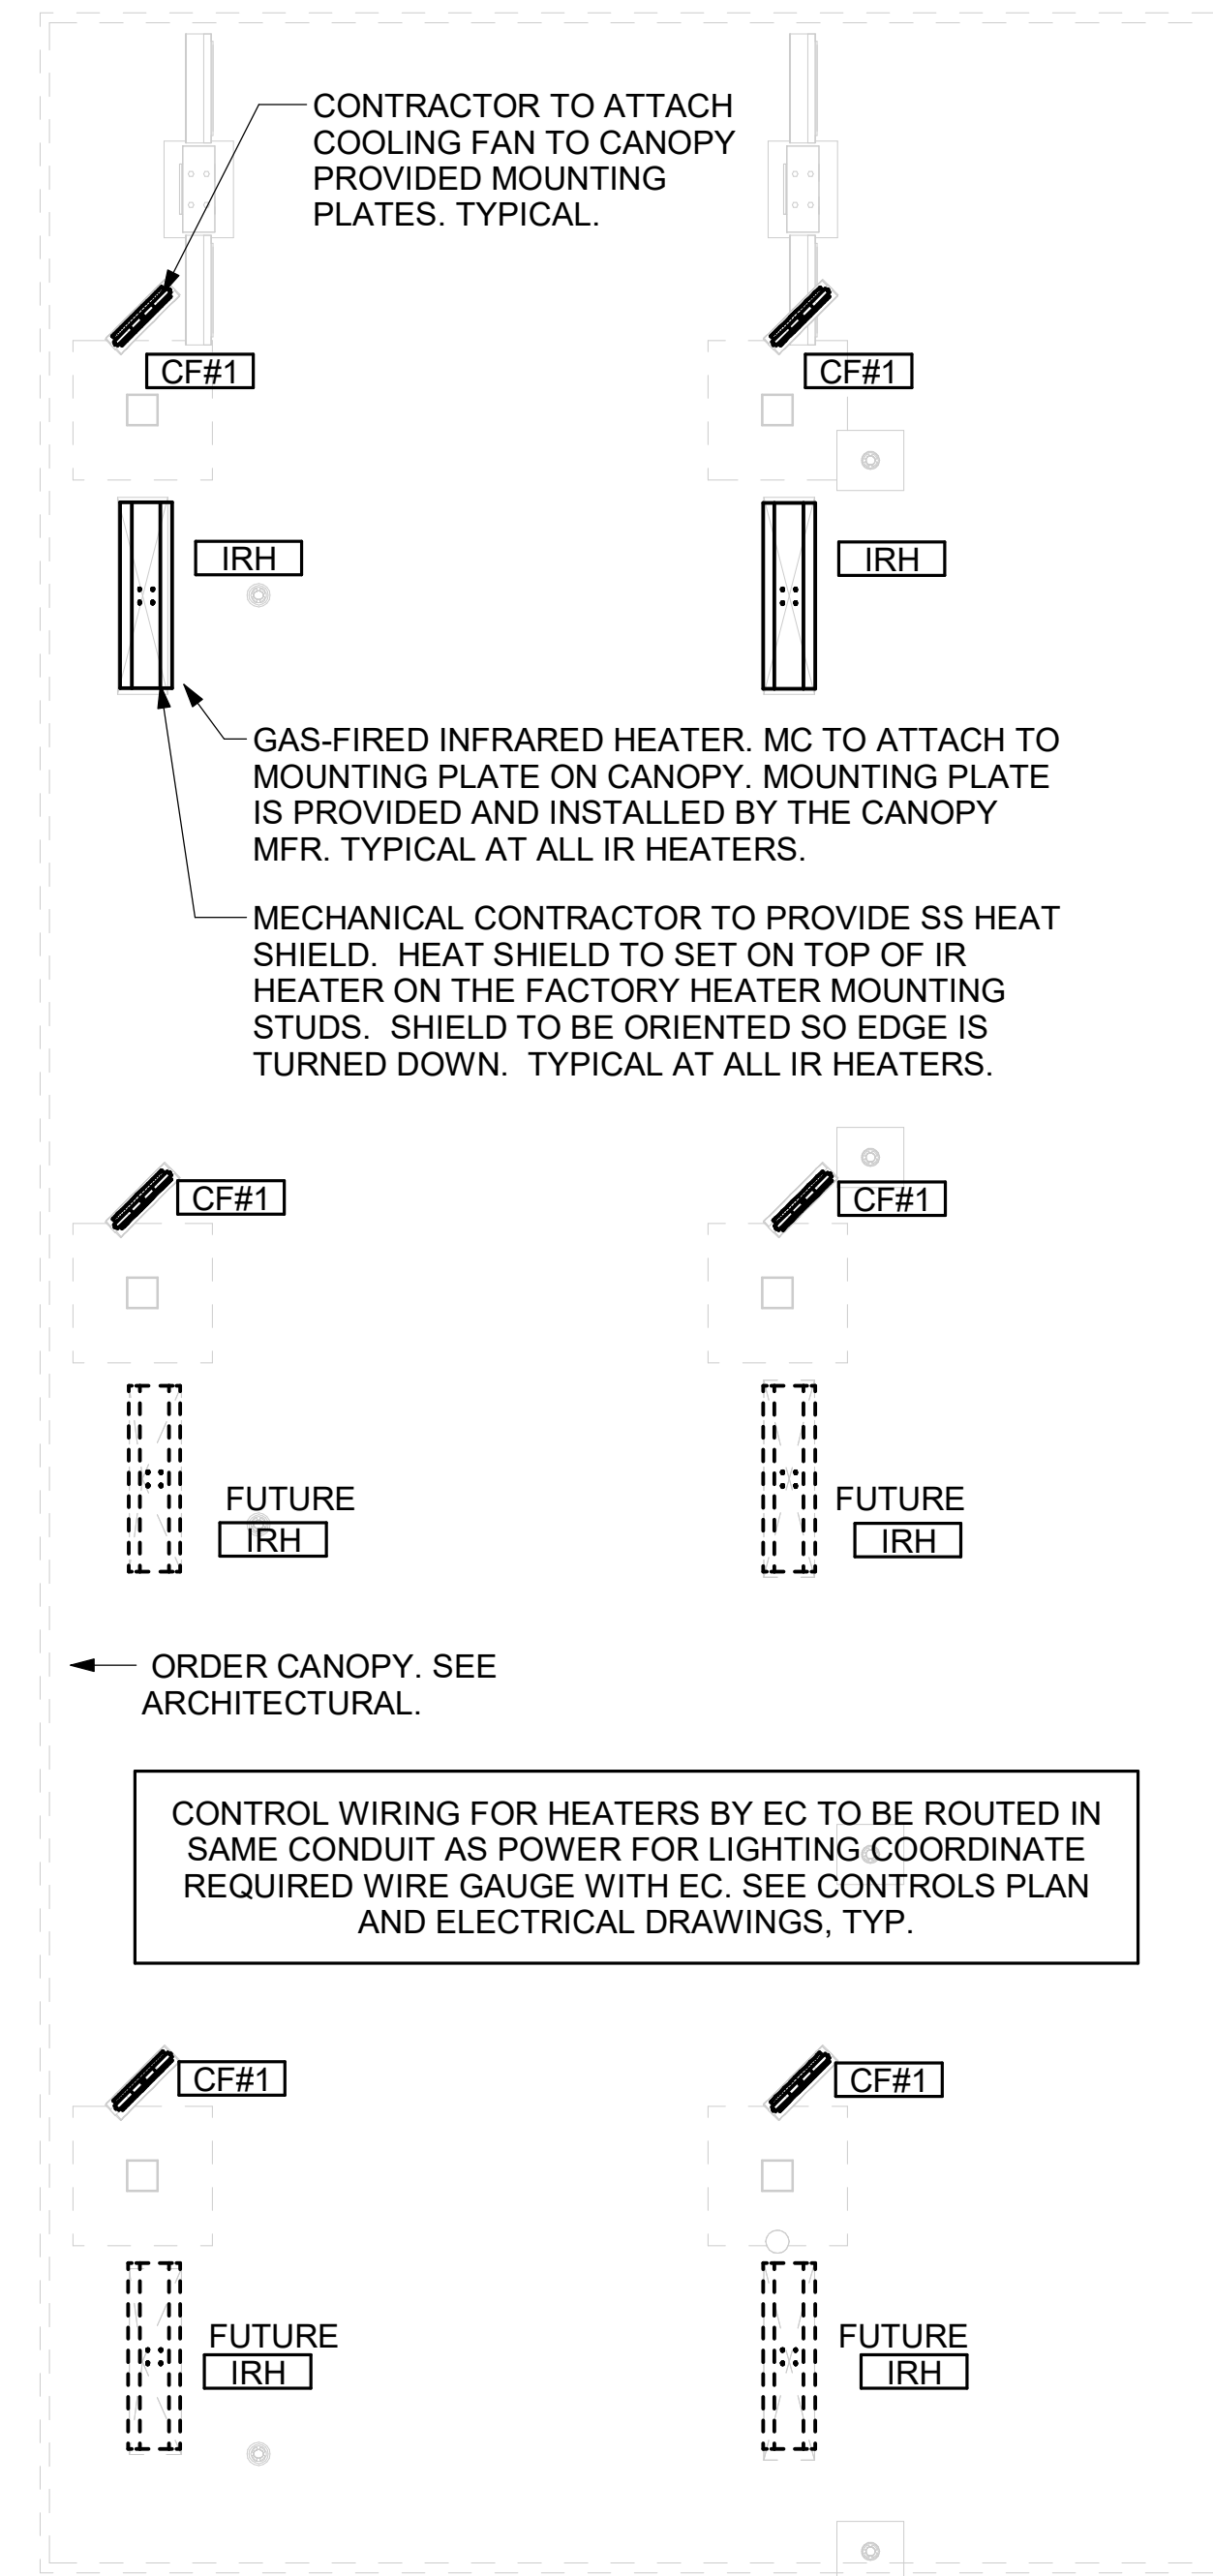 CONTRACTOR TO ATTACH
COOLING FAN TO CANOPY
PROVIDED MOUNTING
PLATES. TYPICAL.
CF#1
CF#1
IRH
IRH
GAS-FIRED INFRARED HEATER. MC TO ATTACH TO
MOUNTING PLATE ON CANOPY. MOUNTING PLATE
IS PROVIDED AND INSTALLED BY THE CANOPY
MFR. TYPICAL AT ALL IR HEATERS.
MECHANICAL CONTRACTOR TO PROVIDE SS HEAT
SHIELD. HEAT SHIELD TO SET ON TOP OF IR
HEATER ON THE FACTORY HEATER MOUNTING
STUDS. SHIELD TO BE ORIENTED SO EDGE IS
TURNED DOWN. TYPICAL AT ALL IR HEATERS.
CF#1
CF#1
FUTURE
IRH
FUTURE
IRH
ORDER CANOPY. SEE
ARCHITECTURAL.
CONTROL WIRING FOR HEATERS BY EC TO BE ROUTED IN
SAME CONDUIT AS POWER FOR LIGHTING COORDINATE
REQUIRED WIRE GAUGE WITH EC. SEE CONTROLS PLAN
AND ELECTRICAL DRAWINGS, TYP.
CF#1
CF#1
FUTURE
IRH
FUTURE
IRH